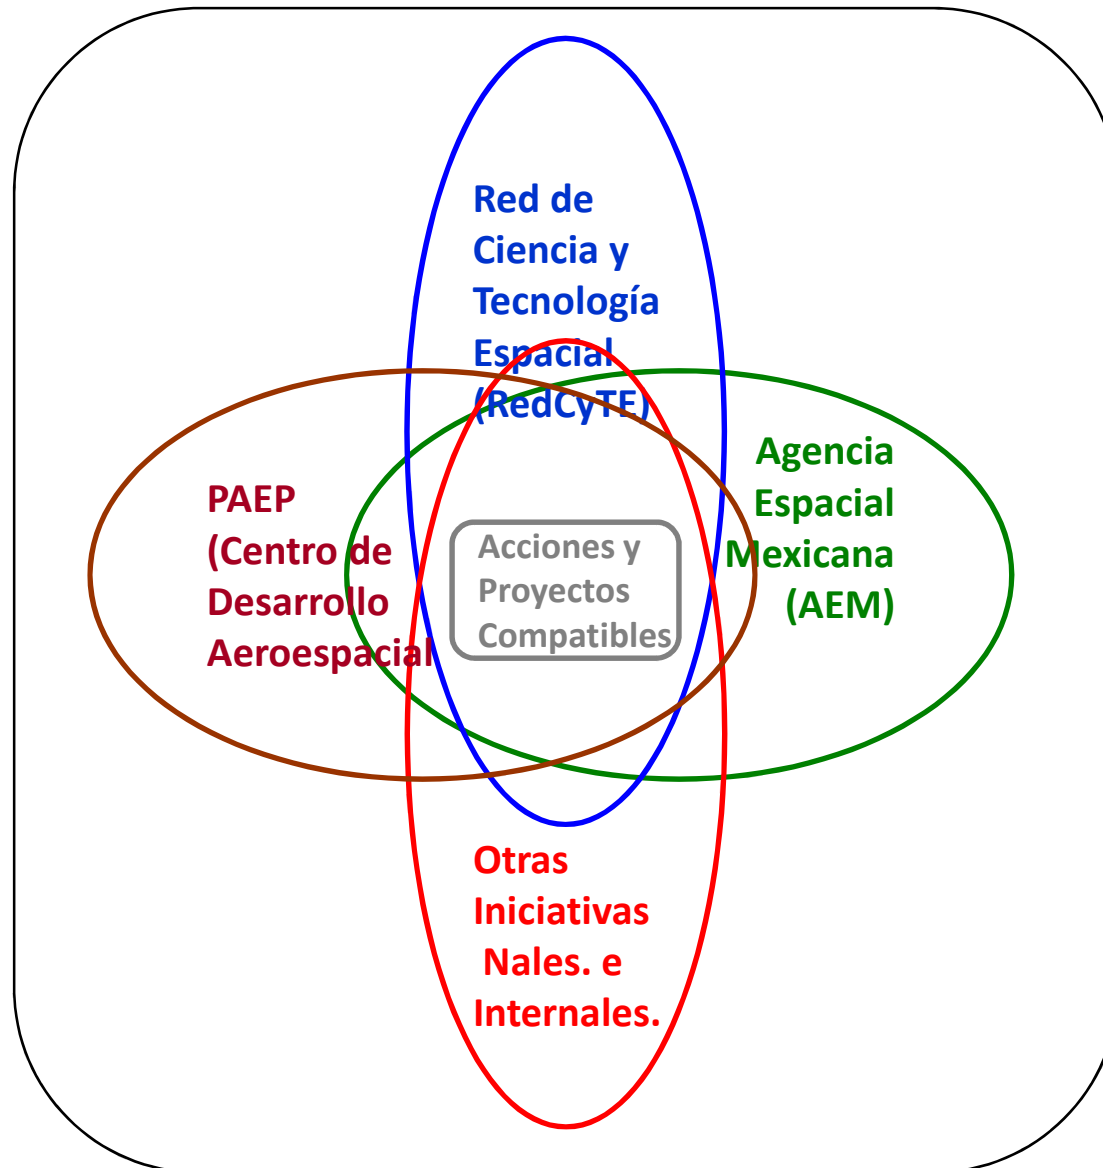 Red de
Ciencia y
Tecnología
Espacial
(RedCyTE)
Agencia
Espacial
Mexicana
(AEM)
PAEP
(Centro de
Desarrollo
Aeroespacial
Acciones y
Proyectos
Compatibles
Otras
Iniciativas
Nales. e
Internales.